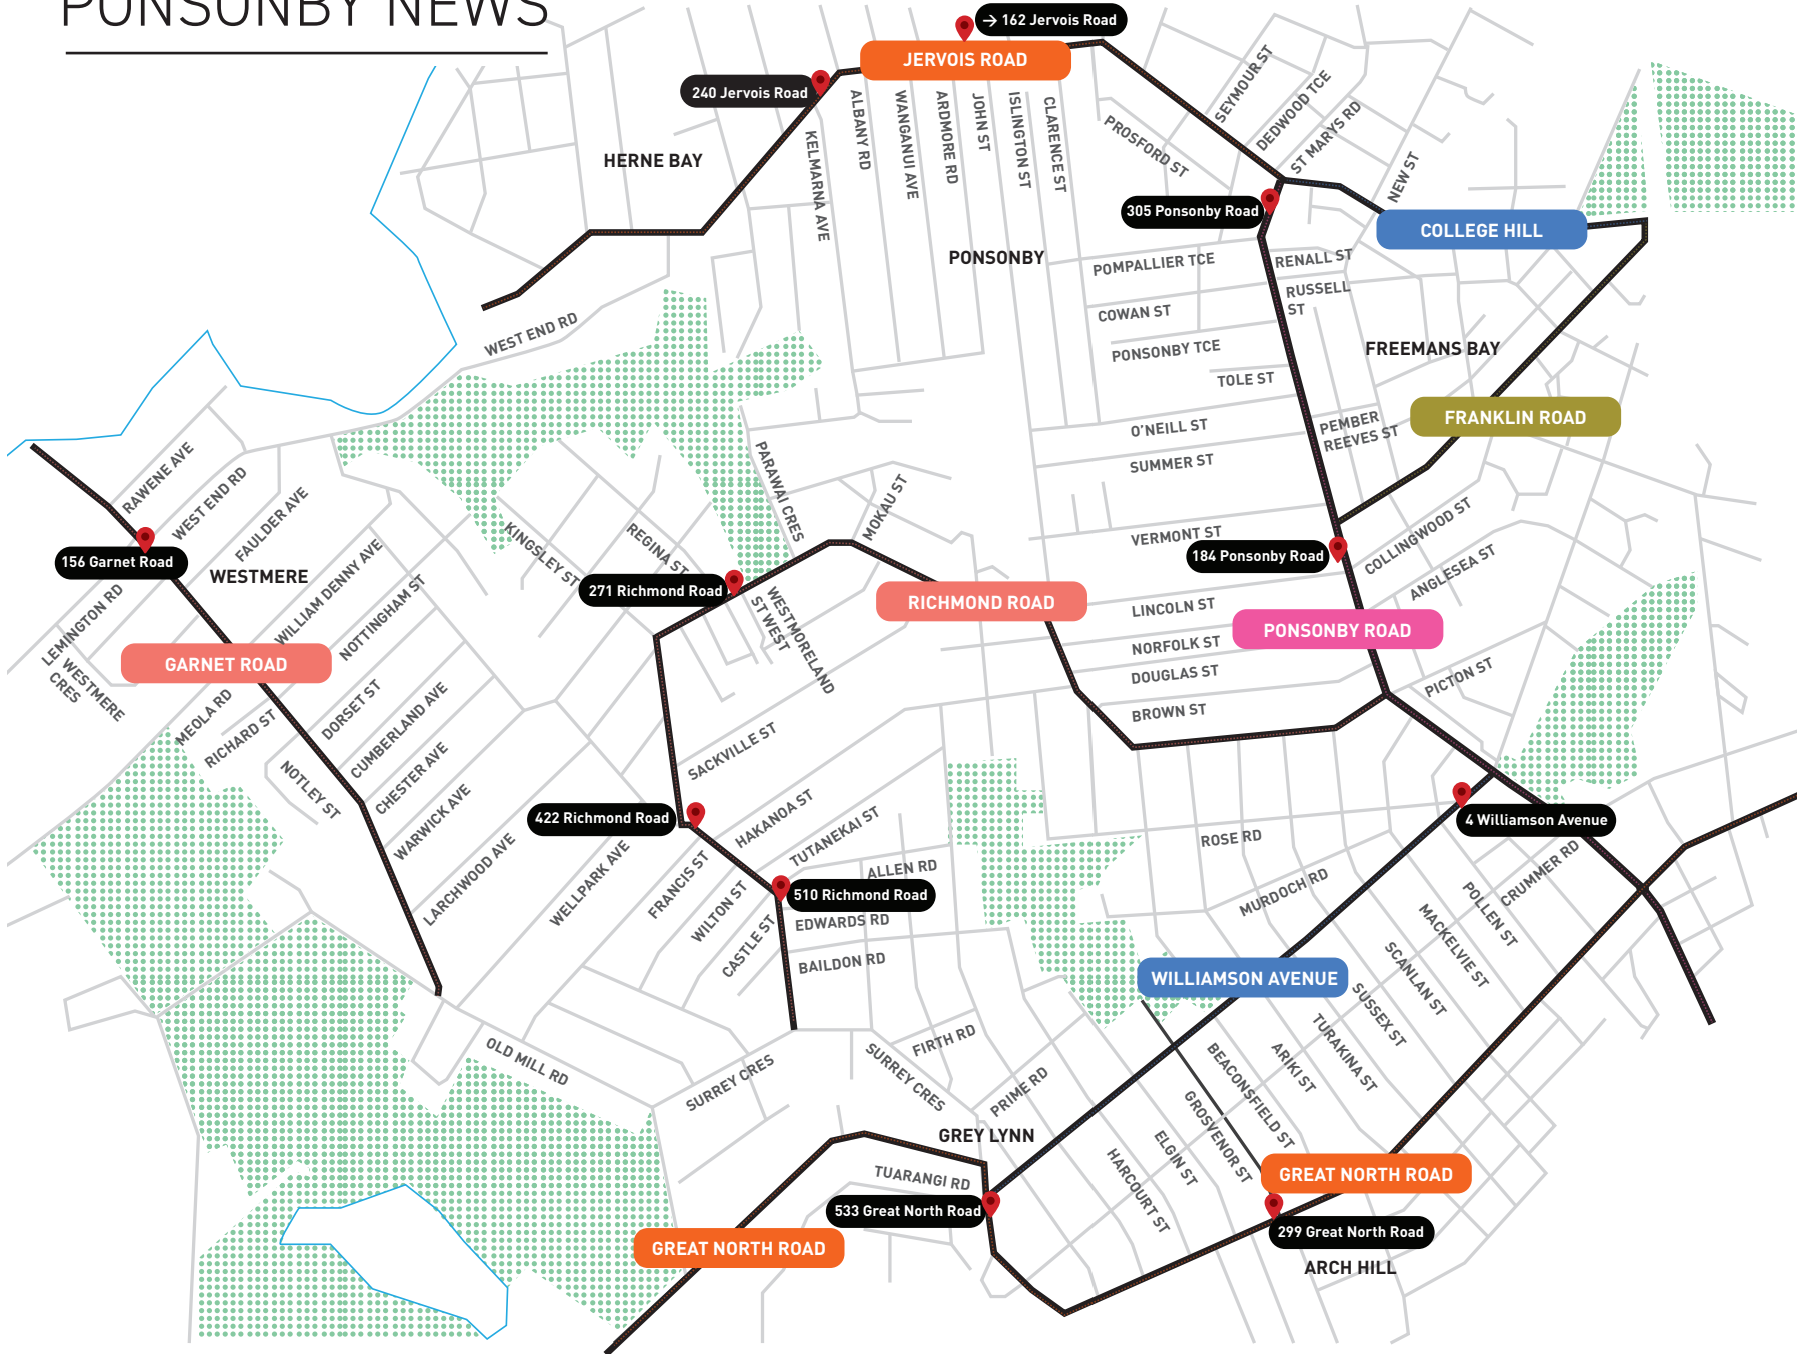 PONSONBY NEWS
→ 162 Jervois Road
JERVOIS ROAD
240 Jervois Road
HERNE BAY
KELMARNA AVE
ALBANY RD
WANGANUI AVE
ARDMORE RD
JOHN ST
ISLINGTON ST
CLARENCE ST
PROSFORD ST
SEYMOUR ST
DEDWOOD TCE
ST MARYS RD
NEW ST
305 Ponsonby Road
COLLEGE HILL
PONSONBY
POMPALLIER TCE
RENALL ST
RUSSELL
ST
COWAN ST
PONSONBY TCE
TOLE ST
FREEMANS BAY
WEST END RD
FRANKLIN ROAD
O'NEILL ST
PEMBER
REEVES ST
SUMMER ST
RAWENE AVE
WEST END RD
FAULDER AVE
PARAWAI CRES
MOKAU ST
KINGSLEY ST
REGINA ST
VERMONT ST
184 Ponsonby Road
COLLINGWOOD ST
ANGLESEA ST
156 Garnet Road
WESTMERE
WILLIAM DENNY AVE
NOTTINGHAM ST
271 Richmond Road
WESTMORELAND
ST WEST
RICHMOND ROAD
LINCOLN ST
PONSONBY ROAD
NORFOLK ST
DOUGLAS ST
PICTON ST
BROWN ST
LEMINGTON RD
WESTMERE
CRES
GARNET ROAD
MEOLA RD
RICHARD ST
DORSET ST
CUMBERLAND AVE
NOTLEY ST
CHESTER AVE
WARWICK AVE
SACKVILLE ST
422 Richmond Road
HAKANOA ST
TUTANEKAI ST
4 Williamson Avenue
ROSE RD
LARCHWOOD AVE
WELLPARK AVE
FRANCIS ST
WILTON ST
CASTLE ST
ALLEN RD
510 Richmond Road
EDWARDS RD
BAILDON RD
MURDOCH RD
CRUMMER RD
POLLEN ST
MACKELVIE ST
SCANLAN ST
SUSSEX ST
TURAKINA ST
ARIKI ST
WILLIAMSON AVENUE
BEACONSFIELD ST
GROSVENOR ST
ELGIN ST
HARCOURT ST
OLD MILL RD
SURREY CRES
SURREY CRES
FIRTH RD
PRIME RD
GREY LYNN
TUARANGI RD
533 Great North Road
GREAT NORTH ROAD
GREAT NORTH ROAD
299 Great North Road
ARCH HILL